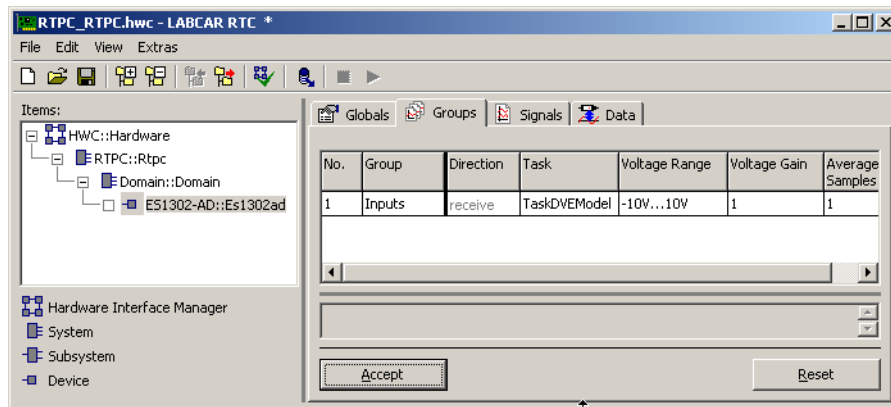 RTPC_RTPC.hwc - LABCAR RTC *
File Edit View Extras
Items:
HWC::Hardware
RTPC::Rtpc
Domain::Domain
ES1302-AD::Es1302ad
Hardware Interface Manager
System
Subsystem
Device
Globals Groups Signals Data
No. Group Direction Task Voltage Range Voltage Gain Average
Samples
1 Inputs receive TaskDVEModel -10V...10V 1 1
Accept Reset